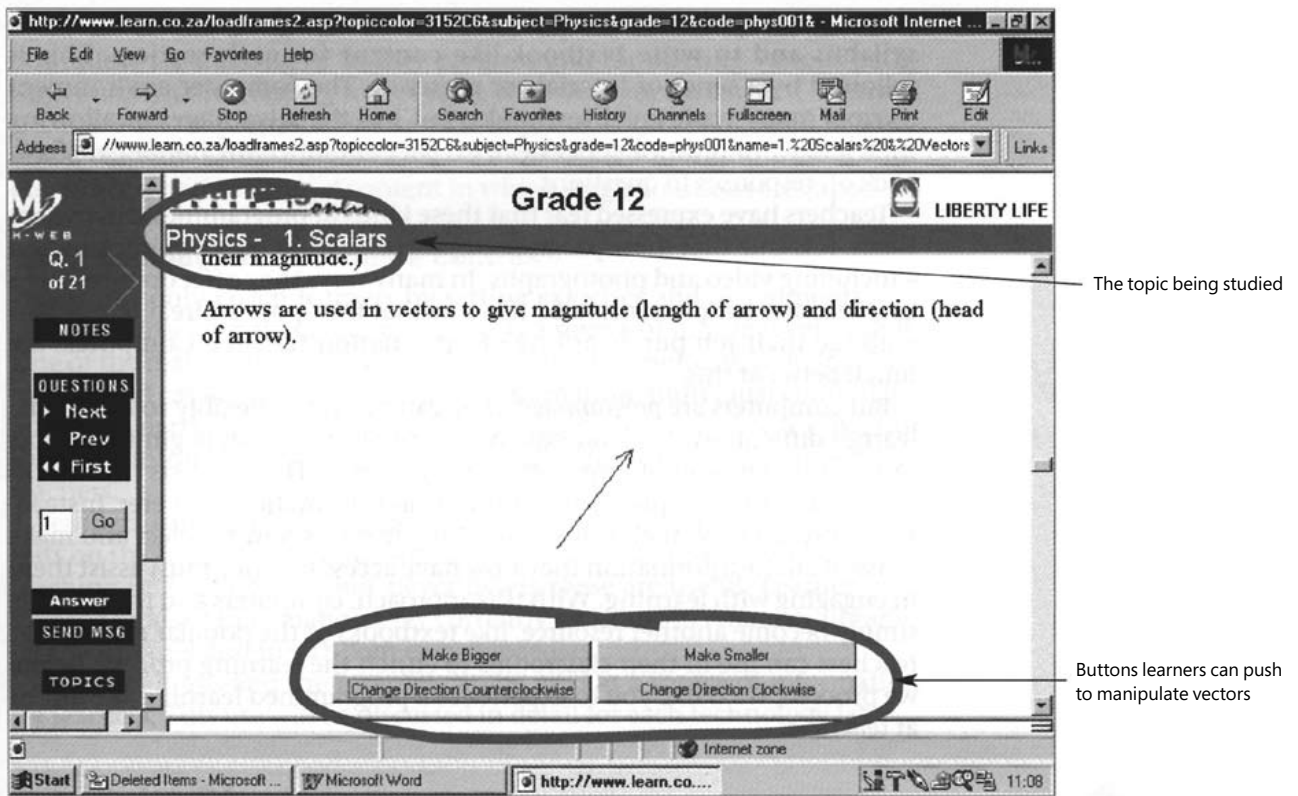 http://www.learn.co.za/loadframes2.asp?topiccolor=3152C6&subject=Physics&grade=12&code=phys001& - Microsoft Internet ...
File Edit View Go Favorites Help
Back Forward Stop Refresh Home Search Favorites History Channels Fullscreen Mail Print Edit
Address //www.learn.co.za/loadframes2.asp?topiccolor=3152C6&subject=Physics&grade=12&code=phys001&name=1.%20Scalars%20&%20Vectors Links
M-WEB
Grade 12
LIBERTY LIFE
Physics - 1. Scalars
their magnitude.)
The topic being studied
Q. 1
of 21
Arrows are used in vectors to give magnitude (length of arrow) and direction (head
of arrow).
NOTES
QUESTIONS
Next
Prev
First
1 Go
Answer
SEND MSG
TOPICS
Make Bigger Make Smaller
Change Direction Counterclockwise Change Direction Clockwise
Buttons learners can push
to manipulate vectors
Internet zone
Start Deleted Items - Microsoft ... Microsoft Word http://www.learn.co.... 11:08